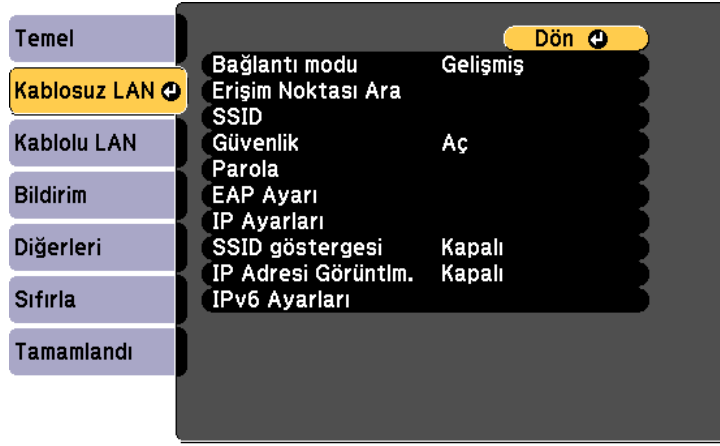 Temel
Kablosuz LAN
Kablolu LAN
Bildirim
Diğerleri
Sıfırla
Tamamlandı
Dön
Bağlantı modu Gelişmiş
Erişim Noktası Ara
SSID
Güvenlik Aç
Parola
EAP Ayarı
IP Ayarları
SSID göstergesi Kapalı
IP Adresi Görüntlm. Kapalı
IPv6 Ayarları